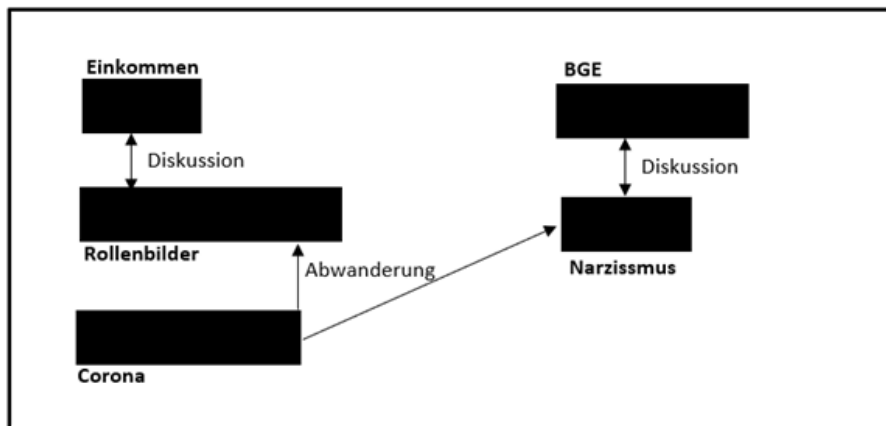 Einkommen
BGE
Diskussion
Diskussion
Rollenbilder
Abwanderung
Narzissmus
Corona